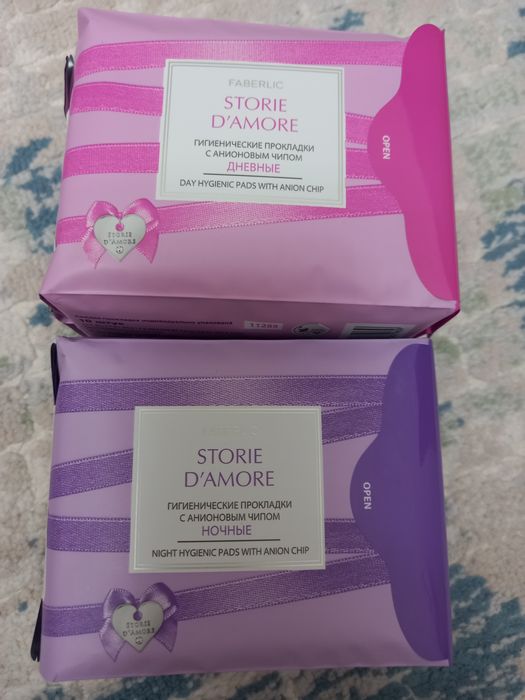 FABERLIC
STORIE
D'AMORE
ГИГИЕНИЧЕСКИЕ ПРОКЛАДКИ
С АНИОНОВЫМ ЧИПОМ
ДНЕВНЫЕ
DAY HYGIENIC PADS WITH ANION CHIP
OPEN
STORIE
D'AMORE
11289
FABERLIC
STORIE
D'AMORE
ГИГИЕНИЧЕСКИЕ ПРОКЛАДКИ
С АНИОНОВЫМ ЧИПОМ
НОЧНЫЕ
NIGHT HYGIENIC PADS WITH ANION CHIP
OPEN
STORIE
D'AMORE